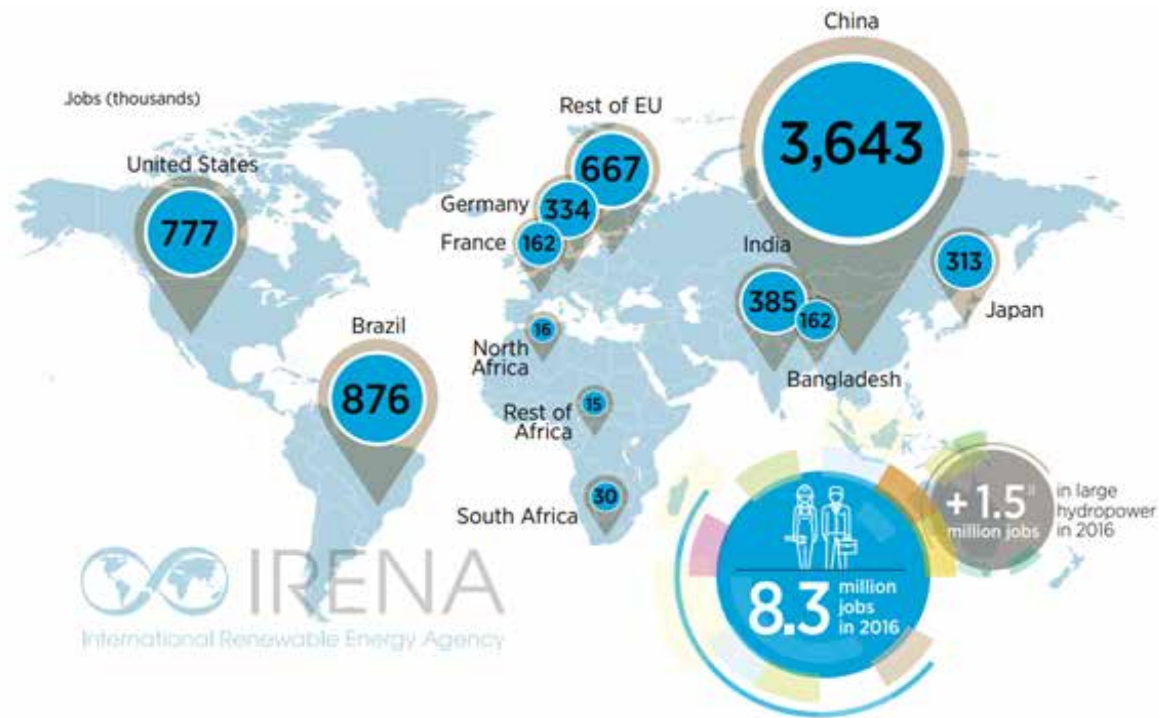 China
Jobs (thousands)
Rest of EU
3,643
United States
667
Germany
334
777
France
162
India
313
385
162
Japan
Brazil
16
North
Africa
Bangladesh
876
15
Rest of
Africa
30
South Africa
+ 1.5
million jobs
in large
hydropower
in 2016
IRENA
International Renewable Energy Agency
8.3
million
jobs
in 2016